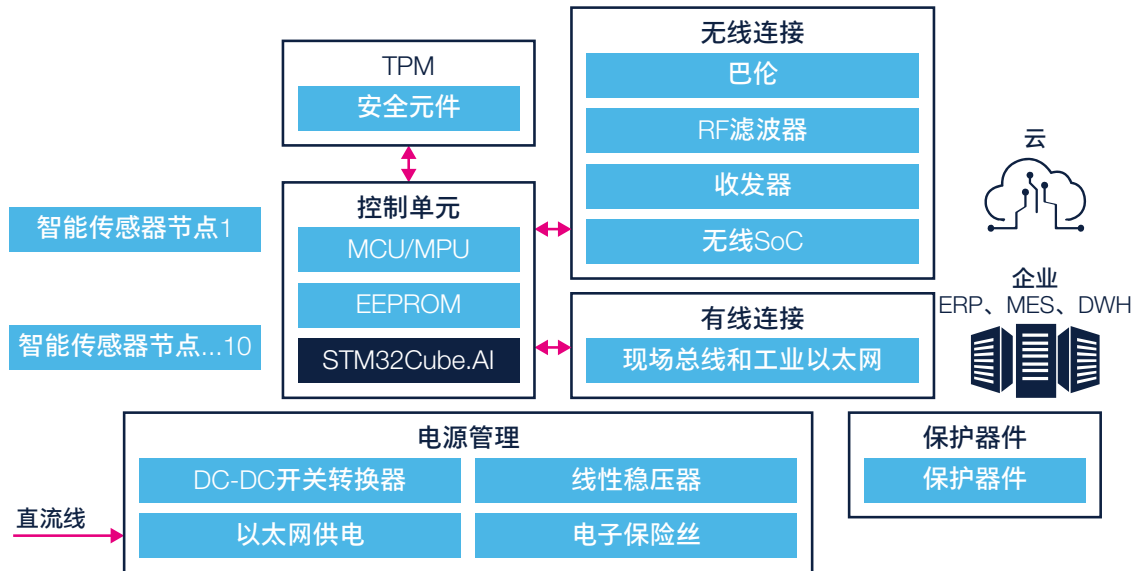 无线连接
巴伦
RF滤波器
收发器
无线SoC
TPM
安全元件
控制单元
MCU/MPU
EEPROM
STM32Cube.AI
智能传感器节点1
智能传感器节点...10
有线连接
现场总线和工业以太网
云
企业
ERP、MES、DWH
电源管理
DC-DC开关转换器
线性稳压器
以太网供电
电子保险丝
直流线
保护器件
保护器件